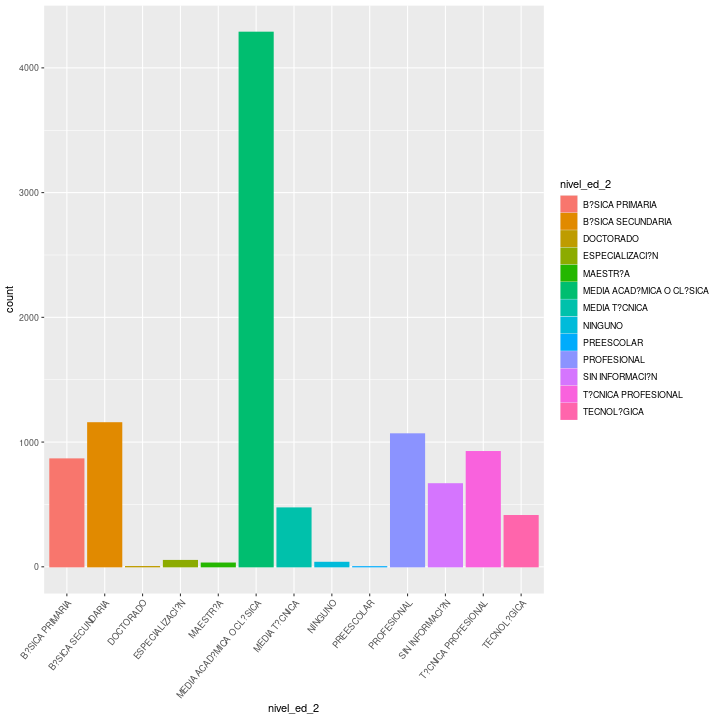 4000
3000
2000
1000
0
count
B?SICA PRIMARIA
B?SICA SECUNDARIA
DOCTORADO
ESPECIALIZACI?N
MAESTR?A
MEDIA ACAD?MICA O CL?SICA
MEDIA T?CNICA
NINGUNO
PREESCOLAR
PROFESIONAL
SIN INFORMACI?N
T?CNICA PROFESIONAL
TECNOL?GICA
nivel_ed_2
nivel_ed_2
B?SICA PRIMARIA
B?SICA SECUNDARIA
DOCTORADO
ESPECIALIZACI?N
MAESTR?A
MEDIA ACAD?MICA O CL?SICA
MEDIA T?CNICA
NINGUNO
PREESCOLAR
PROFESIONAL
SIN INFORMACI?N
T?CNICA PROFESIONAL
TECNOL?GICA